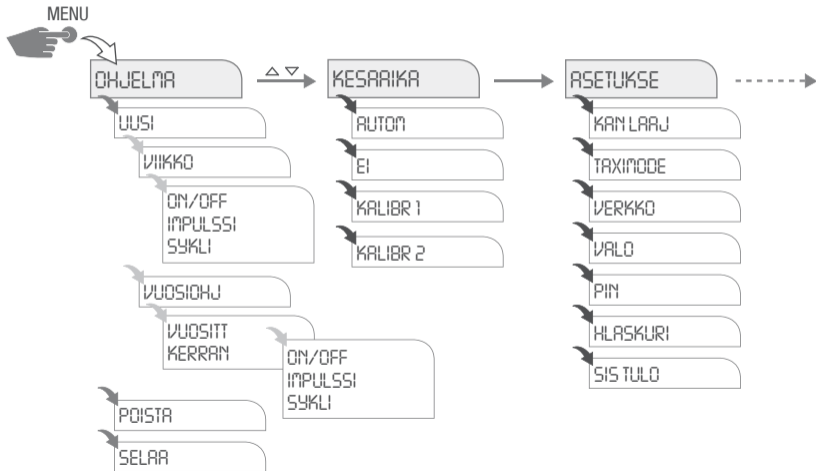 MENU
OHJELMA
UUSI
VIIKKO
ON/OFF
IMPULSSI
SYKLI
VUOSIOHJ
VUOSITT
KERRAN
ON/OFF
IMPULSSI
SYKLI
POISTA
SELAA
KESAAIKA
AUTOM
EI
KALIBR 1
KALIBR 2
ASETUKSE
KAN LAAJ
TAXIMODE
VERKKO
VALO
PIN
HLASKURI
SIS TULO